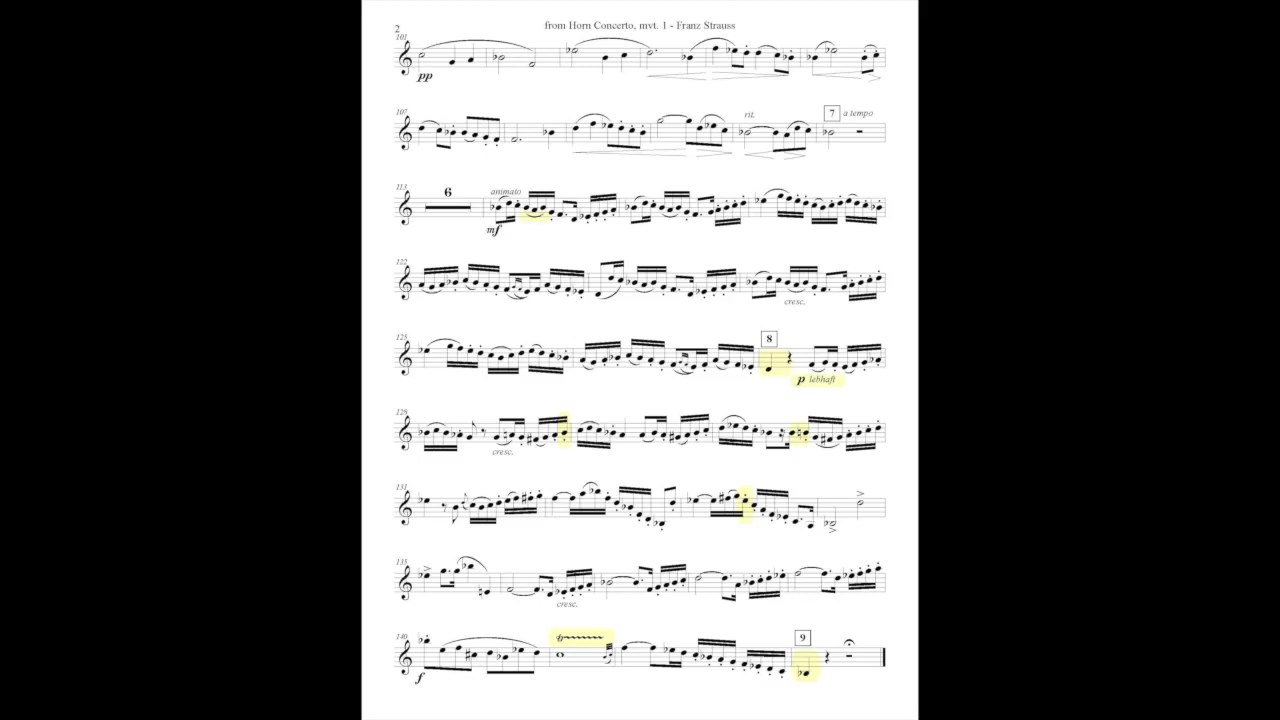 2
from Horn Concerto, mvt. 1 - Franz Strauss
101
pp
107
rit.
7 a tempo
113
6
animato
mf
122
cresc.
125
8
p lebhaft
128
cresc.
131
135
cresc.
140
tr
9
f